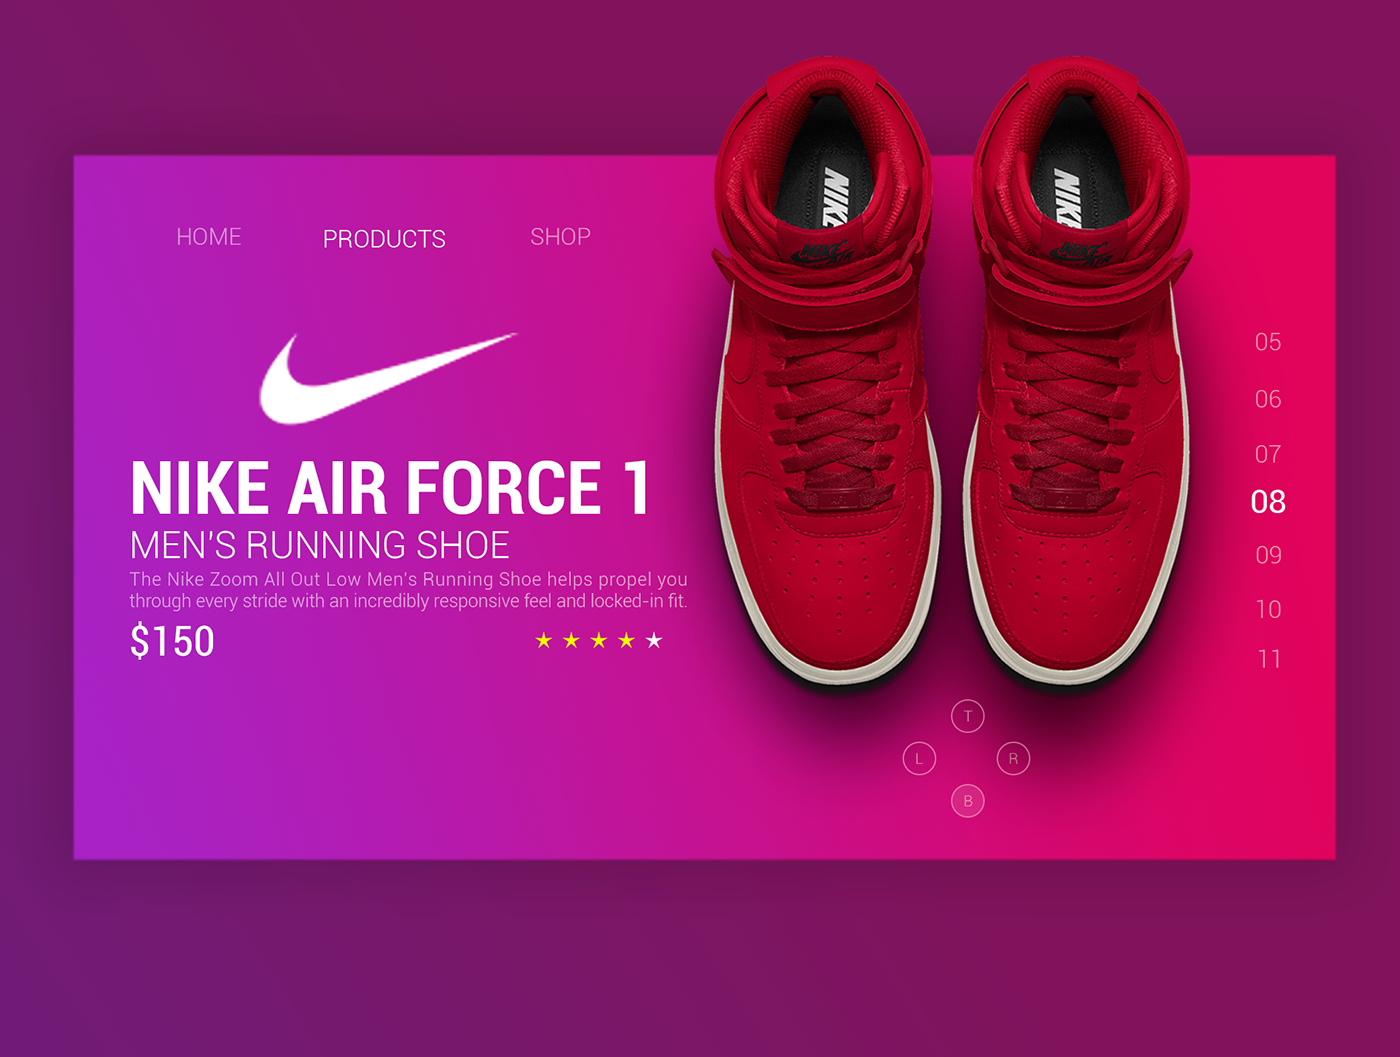 HOME PRODUCTS SHOP
NIKE AIR FORCE 1
MEN'S RUNNING SHOE
The Nike Zoom All Out Low Men's Running Shoe helps propel you
through every stride with an incredibly responsive feel and locked-in fit.
$150
NIKE
NIKE
NIKE
AIR
NIKE
AIR
05
06
07
08
09
10
11
T
L R
B